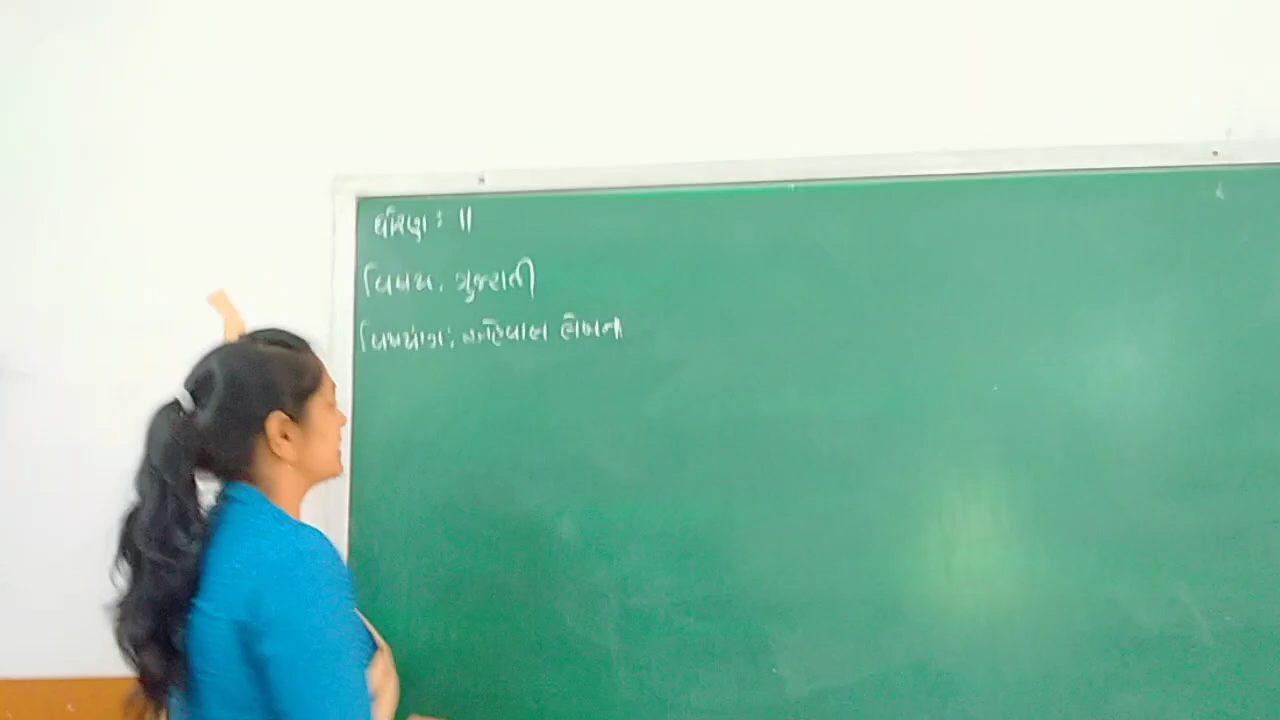 ધોરણ : 11
વિષય : ગુજરાતી
વિષયાંગ : અહેવાલ લેખન